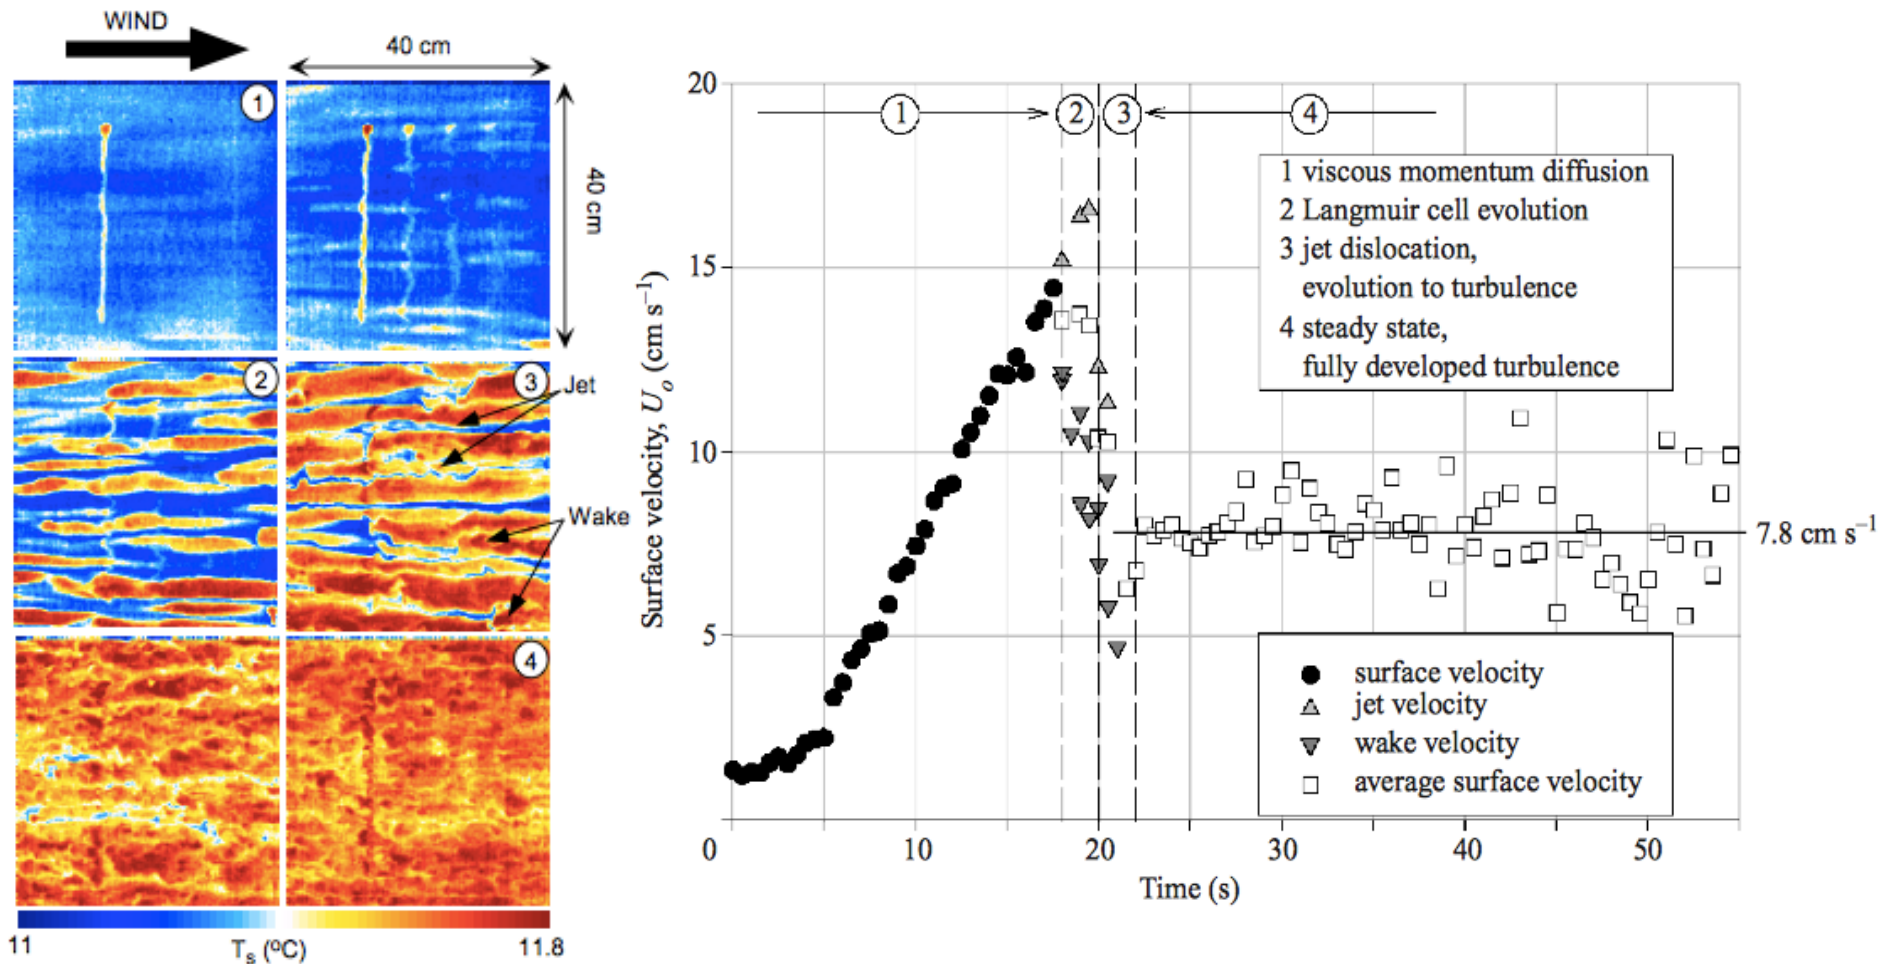 WIND
40 cm
40 cm
1
2
3
Jet
Wake
4
11
Tₛ (ºC)
11.8
20
15
10
5
0
10
20
30
40
50
Surface velocity, Uₒ (cm s⁻¹)
Time (s)
1
2
3
4
1 viscous momentum diffusion
2 Langmuir cell evolution
3 jet dislocation,
evolution to turbulence
4 steady state,
fully developed turbulence
7.8 cm s⁻¹
surface velocity
jet velocity
wake velocity
average surface velocity